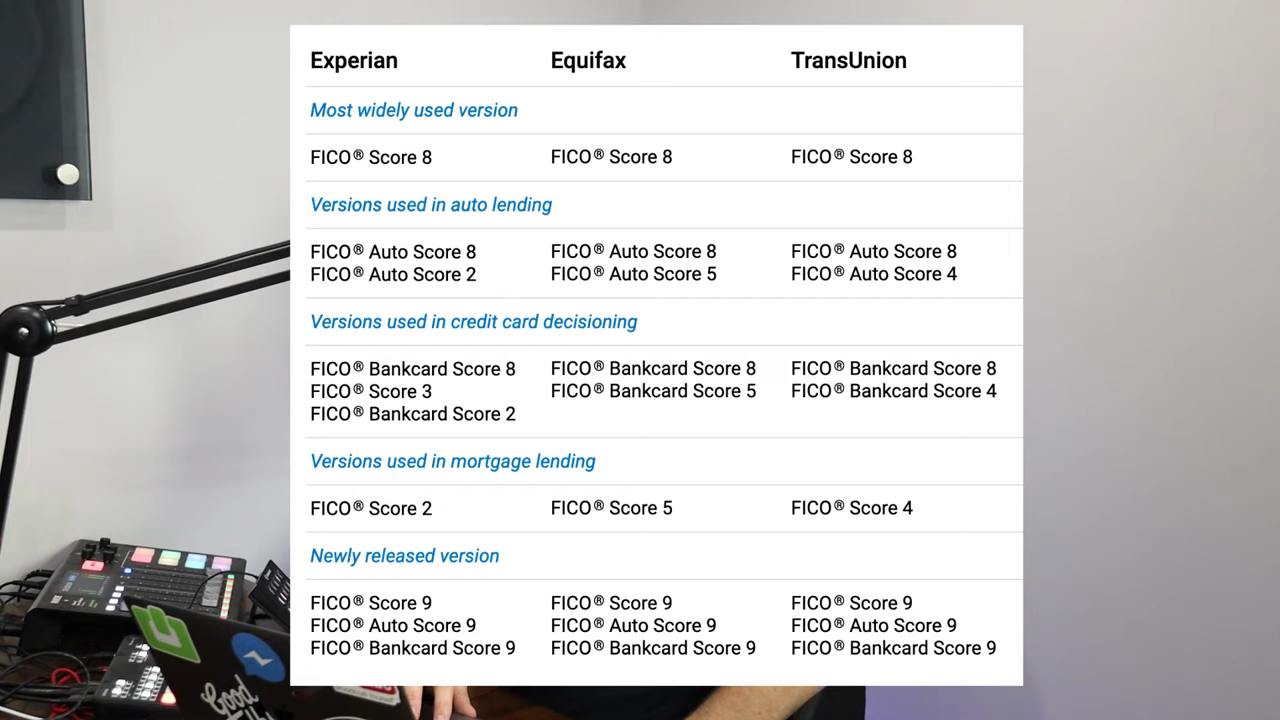 Experian Equifax TransUnion
Most widely used version
FICO® Score 8 FICO® Score 8 FICO® Score 8
Versions used in auto lending
FICO® Auto Score 8 FICO® Auto Score 8 FICO® Auto Score 8
FICO® Auto Score 2 FICO® Auto Score 5 FICO® Auto Score 4
Versions used in credit card decisioning
FICO® Bankcard Score 8 FICO® Bankcard Score 8 FICO® Bankcard Score 8
FICO® Score 3 FICO® Bankcard Score 5 FICO® Bankcard Score 4
FICO® Bankcard Score 2
Versions used in mortgage lending
FICO® Score 2 FICO® Score 5 FICO® Score 4
Newly released version
FICO® Score 9 FICO® Score 9 FICO® Score 9
FICO® Auto Score 9 FICO® Auto Score 9 FICO® Auto Score 9
FICO® Bankcard Score 9 FICO® Bankcard Score 9 FICO® Bankcard Score 9
Good